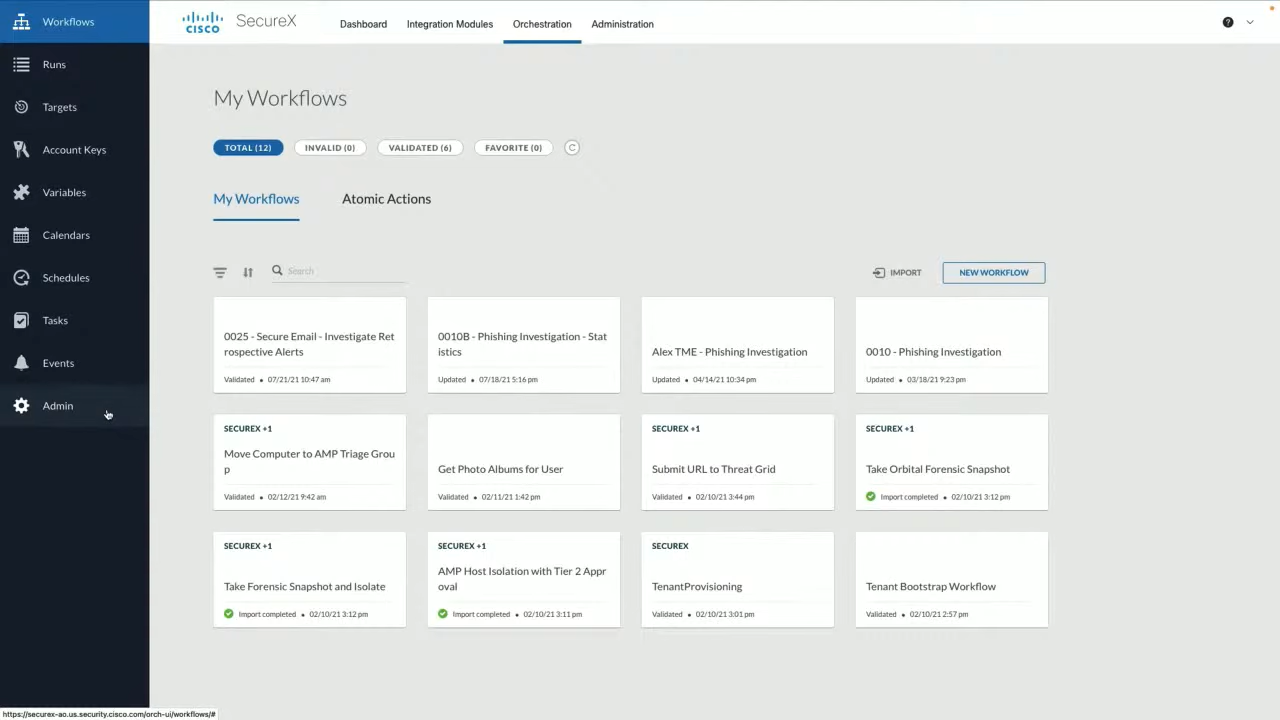 Workflows
Runs
Targets
Account Keys
Variables
Calendars
Schedules
Tasks
Events
Admin
CISCO SecureX Dashboard Integration Modules Orchestration Administration ?
My Workflows
TOTAL (12) INVALID (0) VALIDATED (6) FAVORITE (0)
My Workflows Atomic Actions
Search IMPORT NEW WORKFLOW
0025 - Secure Email - Investigate Ret
rospective Alerts
Validated • 07/21/21 10:47 am
0010B - Phishing Investigation - Stat
istics
Updated • 07/18/21 5:16 pm
Alex TME - Phishing Investigation
Updated • 04/14/21 10:34 pm
0010 - Phishing Investigation
Updated • 03/18/21 9:23 pm
SECUREX +1
Move Computer to AMP Triage Grou
p
Validated • 02/12/21 9:42 am
Get Photo Albums for User
Validated • 02/11/21 1:42 pm
SECUREX +1
Submit URL to Threat Grid
Validated • 02/10/21 3:44 pm
SECUREX +1
Take Orbital Forensic Snapshot
Import completed • 02/10/21 3:12 pm
SECUREX +1
Take Forensic Snapshot and Isolate
Import completed • 02/10/21 3:12 pm
SECUREX +1
AMP Host Isolation with Tier 2 Appr
oval
Import completed • 02/10/21 3:11 pm
SECUREX
TenantProvisioning
Validated • 02/10/21 3:01 pm
Tenant Bootstrap Workflow
Validated • 02/10/21 2:57 pm
https://securex-ao.us.security.cisco.com/orch-ui/workflows/#